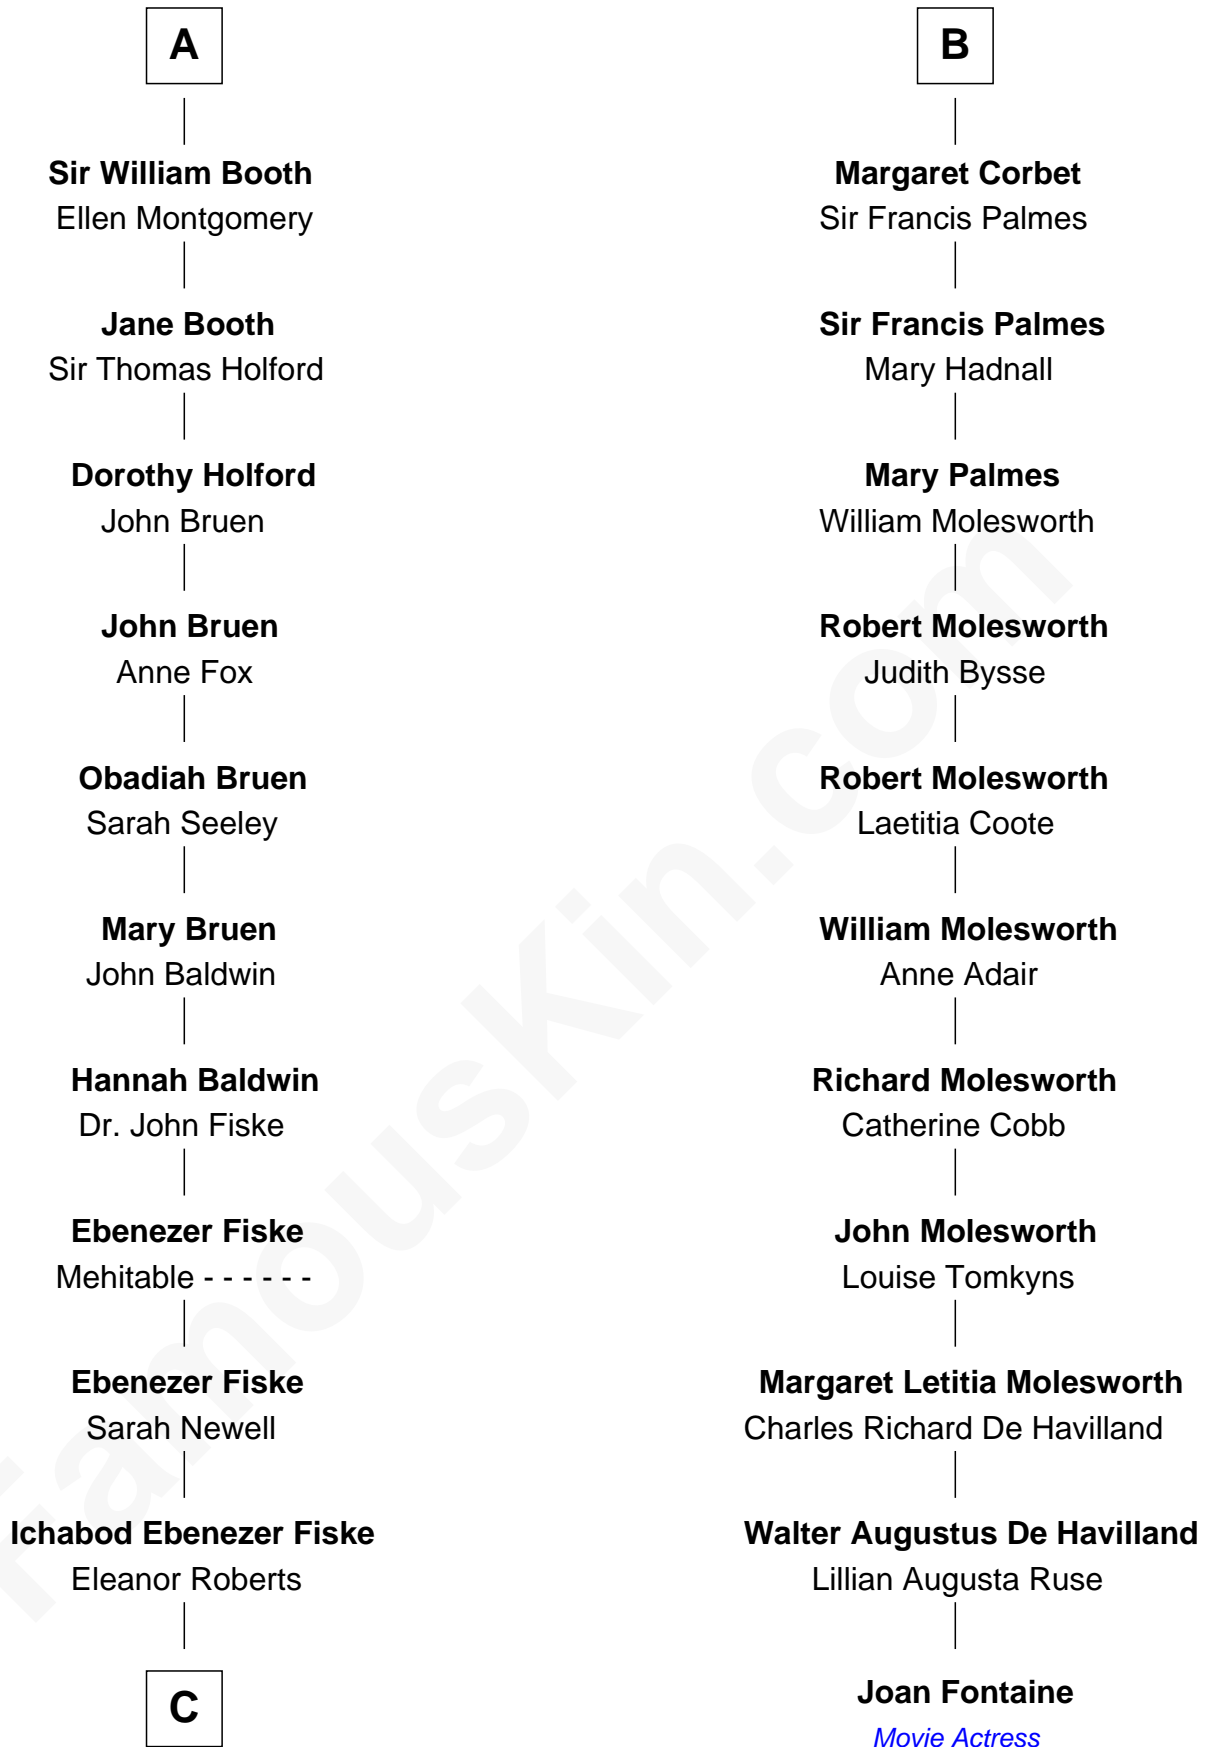 A
Sir William Booth
Ellen Montgomery
Jane Booth
Sir Thomas Holford
Dorothy Holford
John Bruen
John Bruen
Anne Fox
Obadiah Bruen
Sarah Seeley
Mary Bruen
John Baldwin
Hannah Baldwin
Dr. John Fiske
Ebenezer Fiske
Mehitable - - - - - -
Ebenezer Fiske
Sarah Newell
Ichabod Ebenezer Fiske
Eleanor Roberts
C
B
Margaret Corbet
Sir Francis Palmes
Sir Francis Palmes
Mary Hadnall
Mary Palmes
William Molesworth
Robert Molesworth
Judith Bysse
Robert Molesworth
Laetitia Coote
William Molesworth
Anne Adair
Richard Molesworth
Catherine Cobb
John Molesworth
Louise Tomkyns
Margaret Letitia Molesworth
Charles Richard De Havilland
Walter Augustus De Havilland
Lillian Augusta Ruse
Joan Fontaine
Movie Actress
FamousKin.com